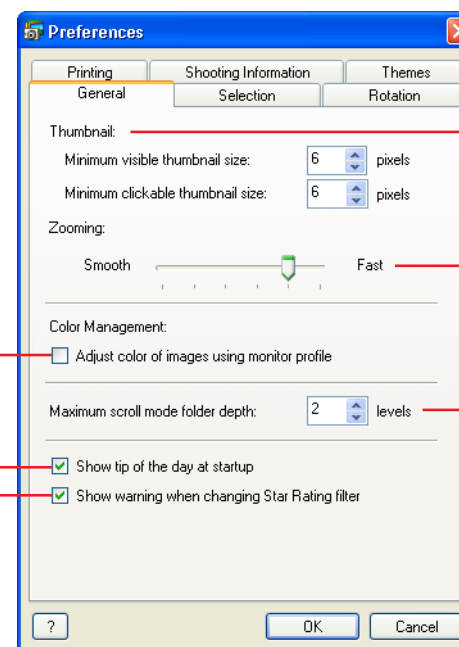 Preferences
Printing Shooting Information Themes
General Selection Rotation
Thumbnail:
Minimum visible thumbnail size: 6 pixels
Minimum clickable thumbnail size: 6 pixels
Zooming:
Smooth Fast
Color Management:
Adjust color of images using monitor profile
Maximum scroll mode folder depth: 2 levels
Show tip of the day at startup
Show warning when changing Star Rating filter
? OK Cancel